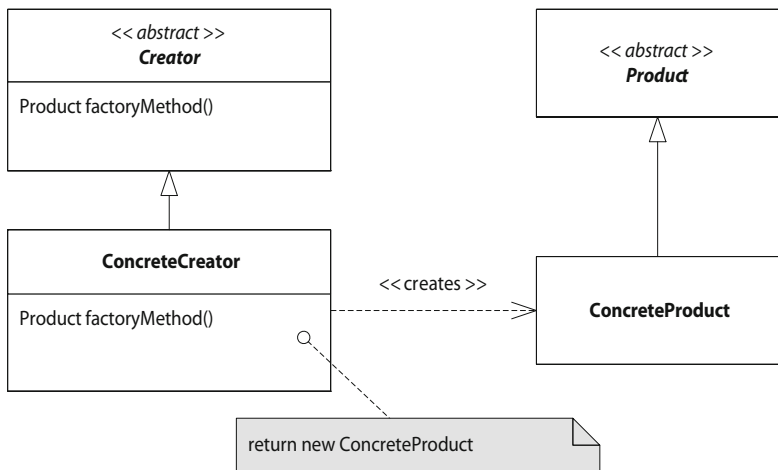 << abstract >>
Creator
Product factoryMethod()
<< abstract >>
Product
ConcreteCreator
Product factoryMethod()
<< creates >>
ConcreteProduct
return new ConcreteProduct